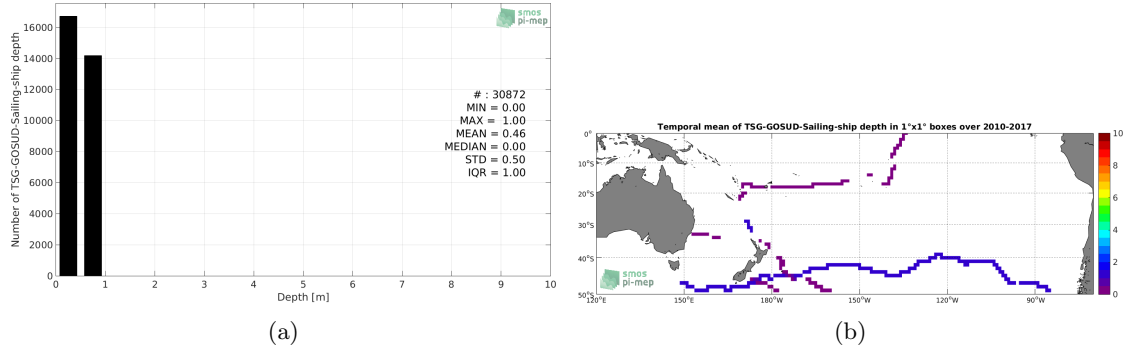 smos
pi-mep
Number of TSG-GOSUD-Sailing-ship depth
16000
14000
12000
10000
8000
6000
4000
2000
0
# : 30872
MIN = 0.00
MAX = 1.00
MEAN = 0.46
MEDIAN = 0.00
STD = 0.50
IQR = 1.00
0 1 2 3 4 5 6 7 8 9 10
Depth [m]
(a)
Temporal mean of TSG-GOSUD-Sailing-ship depth in 1°x1° boxes over 2010-2017
0°
10°S
20°S
30°S
40°S
50°S
120°E 150°E 180°W 150°W 120°W 90°W
smos
pi-mep
10
8
6
4
2
0
(b)